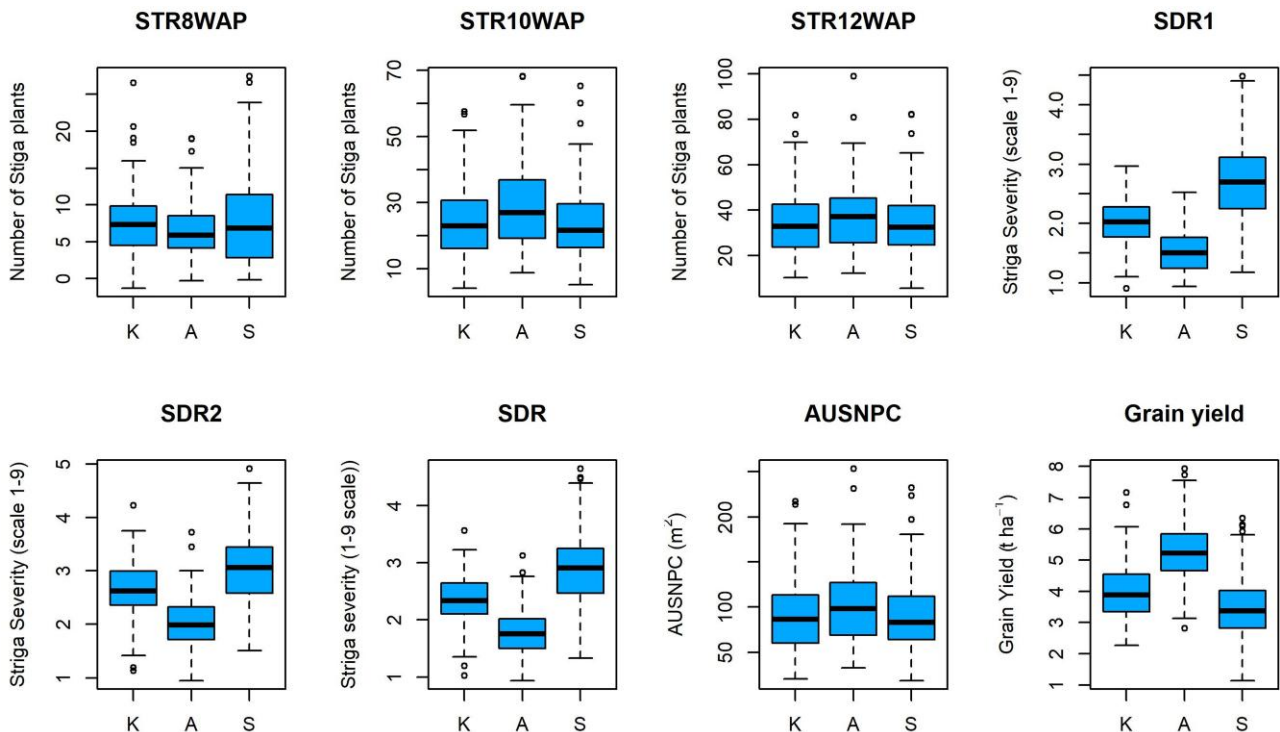 STR8WAP
STR10WAP
STR12WAP
SDR1
Number of Stiga plants
0
5
10
20
K
A
S
Number of Stiga plants
10
30
50
70
K
A
S
Number of Stiga plants
20
40
60
80
100
K
A
S
Striga Severity (scale 1-9)
1.0
2.0
3.0
4.0
K
A
S
SDR2
SDR
AUSNPC
Grain yield
Striga Severity (scale 1-9)
1
2
3
4
5
K
A
S
Striga severity (1-9 scale))
1
2
3
4
K
A
S
AUSNPC (m²)
50
100
200
K
A
S
Grain Yield (t ha⁻¹)
1
2
3
4
5
6
7
8
K
A
S